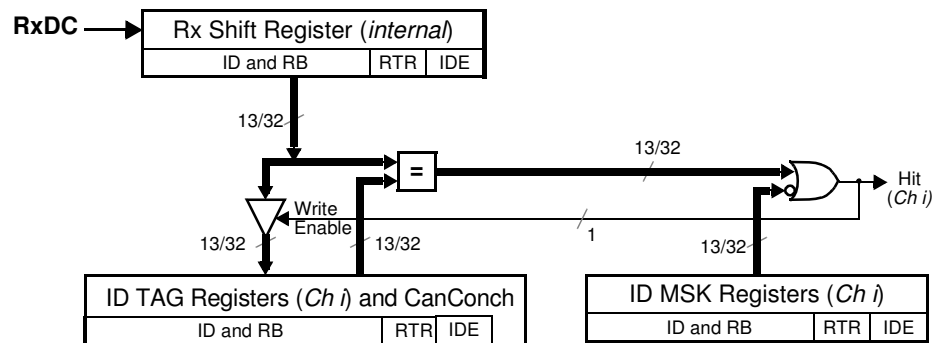 RxDC
Rx Shift Register (internal)
ID and RB RTR IDE
13/32
13/32
=
Hit
(Ch i)
Write
Enable
1
13/32
13/32
13/32
ID TAG Registers (Ch i) and CanConch
ID and RB RTR IDE
ID MSK Registers (Ch i)
ID and RB RTR IDE